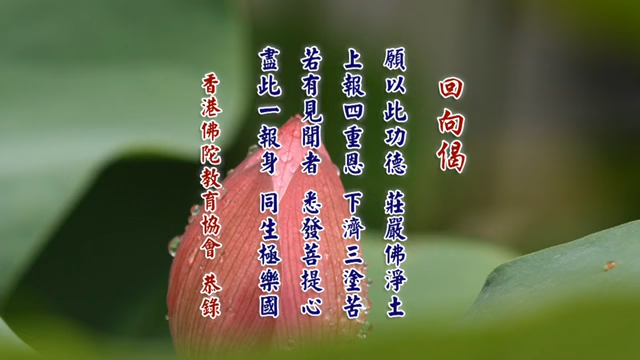 回向偈
願以此功德 莊嚴佛淨土
上報四重恩 下濟三塗苦
若有見聞者 悉發菩提心
盡此一報身 同生極樂國
香港佛陀教育協會 恭錄